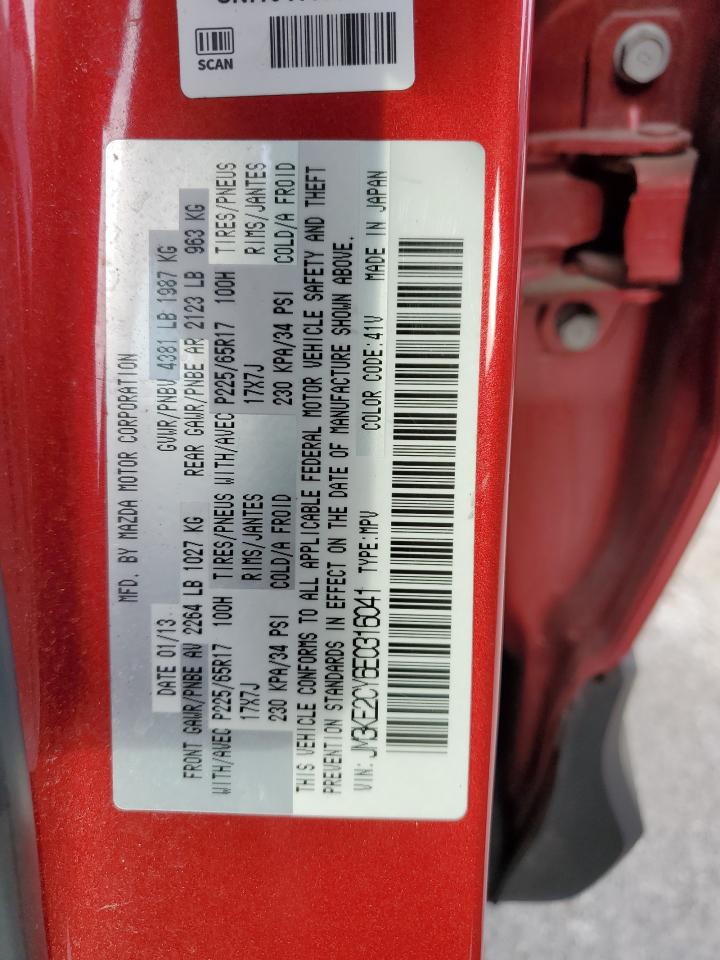 SCAN
MFD. BY MAZDA MOTOR CORPORATION
DATE 01/13 GVWR/PNBV 4381 LB 1987 KG
FRONT GAWR/PNBE AV 2264 LB 1027 KG REAR GAWR/PNBE AR 2123 LB 963 KG
WITH/AVEC P225/65R17 100H TIRES/PNEUS WITH/AVEC P225/65R17 100H TIRES/PNEUS
17X7J RIMS/JANTES 17X7J RIMS/JANTES
230 KPA/34 PSI COLD/A FROID 230 KPA/34 PSI COLD/A FROID
THIS VEHICLE CONFORMS TO ALL APPLICABLE FEDERAL MOTOR VEHICLE SAFETY AND THEFT
PREVENTION STANDARDS IN EFFECT ON THE DATE OF MANUFACTURE SHOWN ABOVE.
VIN: JM3KE2CY6E0316041 TYPE:MPV COLOR CODE:41V MADE IN JAPAN